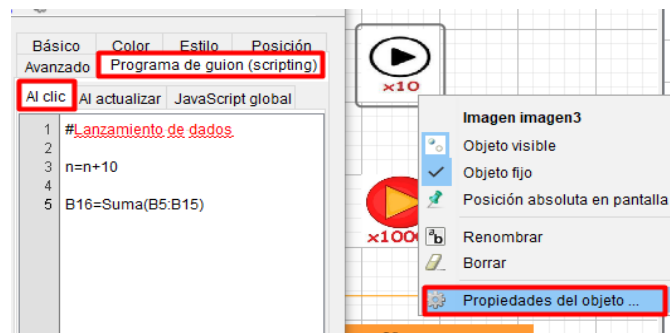 Básico Color Estilo Posición
Avanzado Programa de guion (scripting)
Al clic Al actualizar JavaScript global
1 #Lanzamiento de dados
2
3 n=n+10
4
5 B16=Suma(B5:B15)
x10
x1000
Imagen imagen3
Objeto visible
Objeto fijo
Posición absoluta en pantalla
Renombrar
Borrar
Propiedades del objeto ...